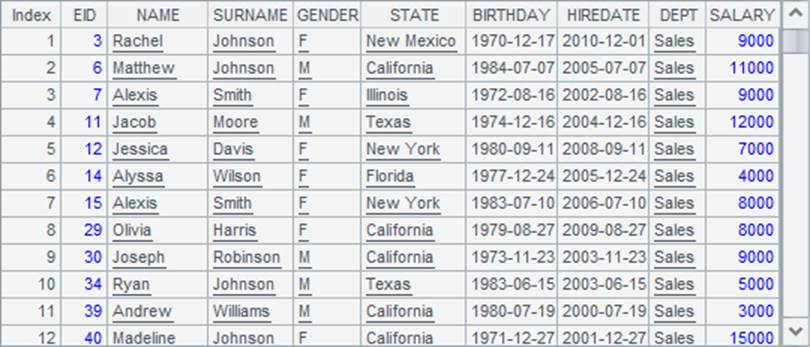 Index EID NAME SURNAME GENDER STATE BIRTHDAY HIREDATE DEPT SALARY
1 3 Rachel Johnson F New Mexico 1970-12-17 2010-12-01 Sales 9000
2 6 Matthew Johnson M California 1984-07-07 2005-07-07 Sales 11000
3 7 Alexis Smith F Illinois 1972-08-16 2002-08-16 Sales 9000
4 11 Jacob Moore M Texas 1974-12-16 2004-12-16 Sales 12000
5 12 Jessica Davis F New York 1980-09-11 2008-09-11 Sales 7000
6 14 Alyssa Wilson F Florida 1977-12-24 2005-12-24 Sales 4000
7 15 Alexis Smith F New York 1983-07-10 2006-07-10 Sales 8000
8 29 Olivia Harris F California 1979-08-27 2009-08-27 Sales 8000
9 30 Joseph Robinson M California 1973-11-23 2003-11-23 Sales 9000
10 34 Ryan Johnson M Texas 1983-06-15 2003-06-15 Sales 5000
11 39 Andrew Williams M California 1980-07-19 2000-07-19 Sales 3000
12 40 Madeline Johnson F California 1971-12-27 2001-12-27 Sales 15000